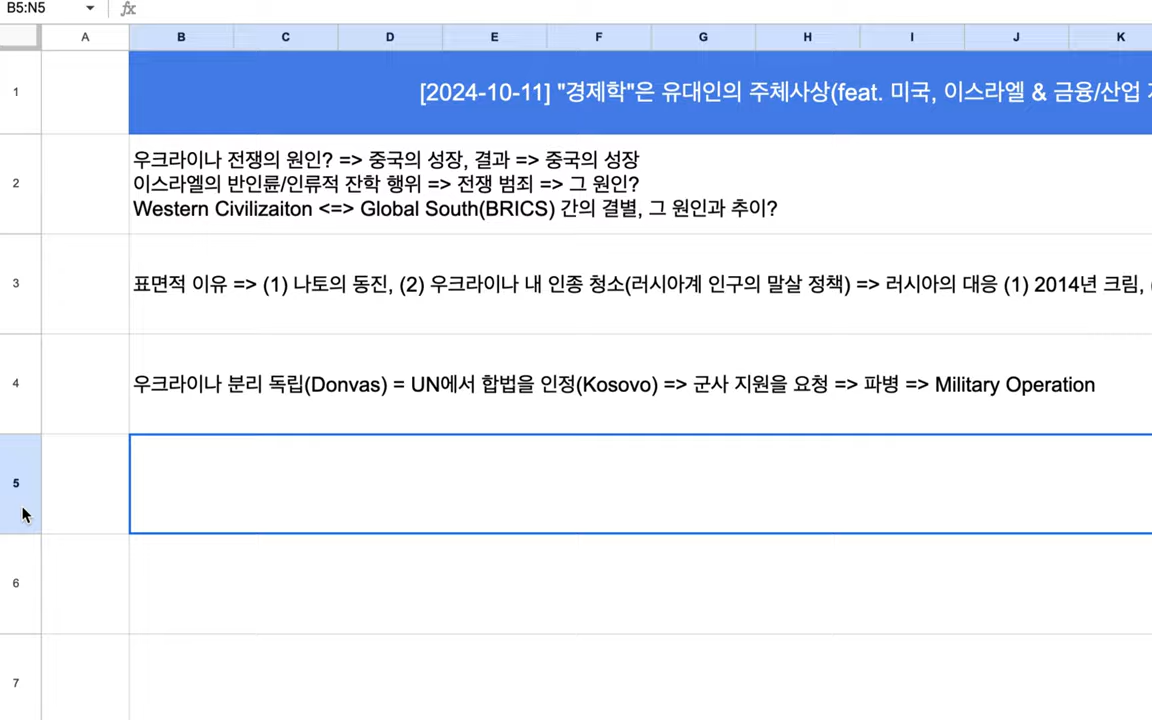 B5:N5 fx
A B C D E F G H I J K
1 [2024-10-11] "경제학"은 유대인의 주체사상(feat. 미국, 이스라엘 & 금융/산업
2
우크라이나 전쟁의 원인? => 중국의 성장, 결과 => 중국의 성장
이스라엘의 반인륜/인류적 잔학 행위 => 전쟁 범죄 => 그 원인?
Western Civilizaiton <=> Global South(BRICS) 간의 결별, 그 원인과 추이?
3 표면적 이유 => (1) 나토의 동진, (2) 우크라이나 내 인종 청소(러시아계 인구의 말살 정책) => 러시아의 대응 (1) 2014년 크림,
4 우크라이나 분리 독립(Donvas) = UN에서 합법을 인정(Kosovo) => 군사 지원을 요청 => 파병 => Military Operation
5
6
7